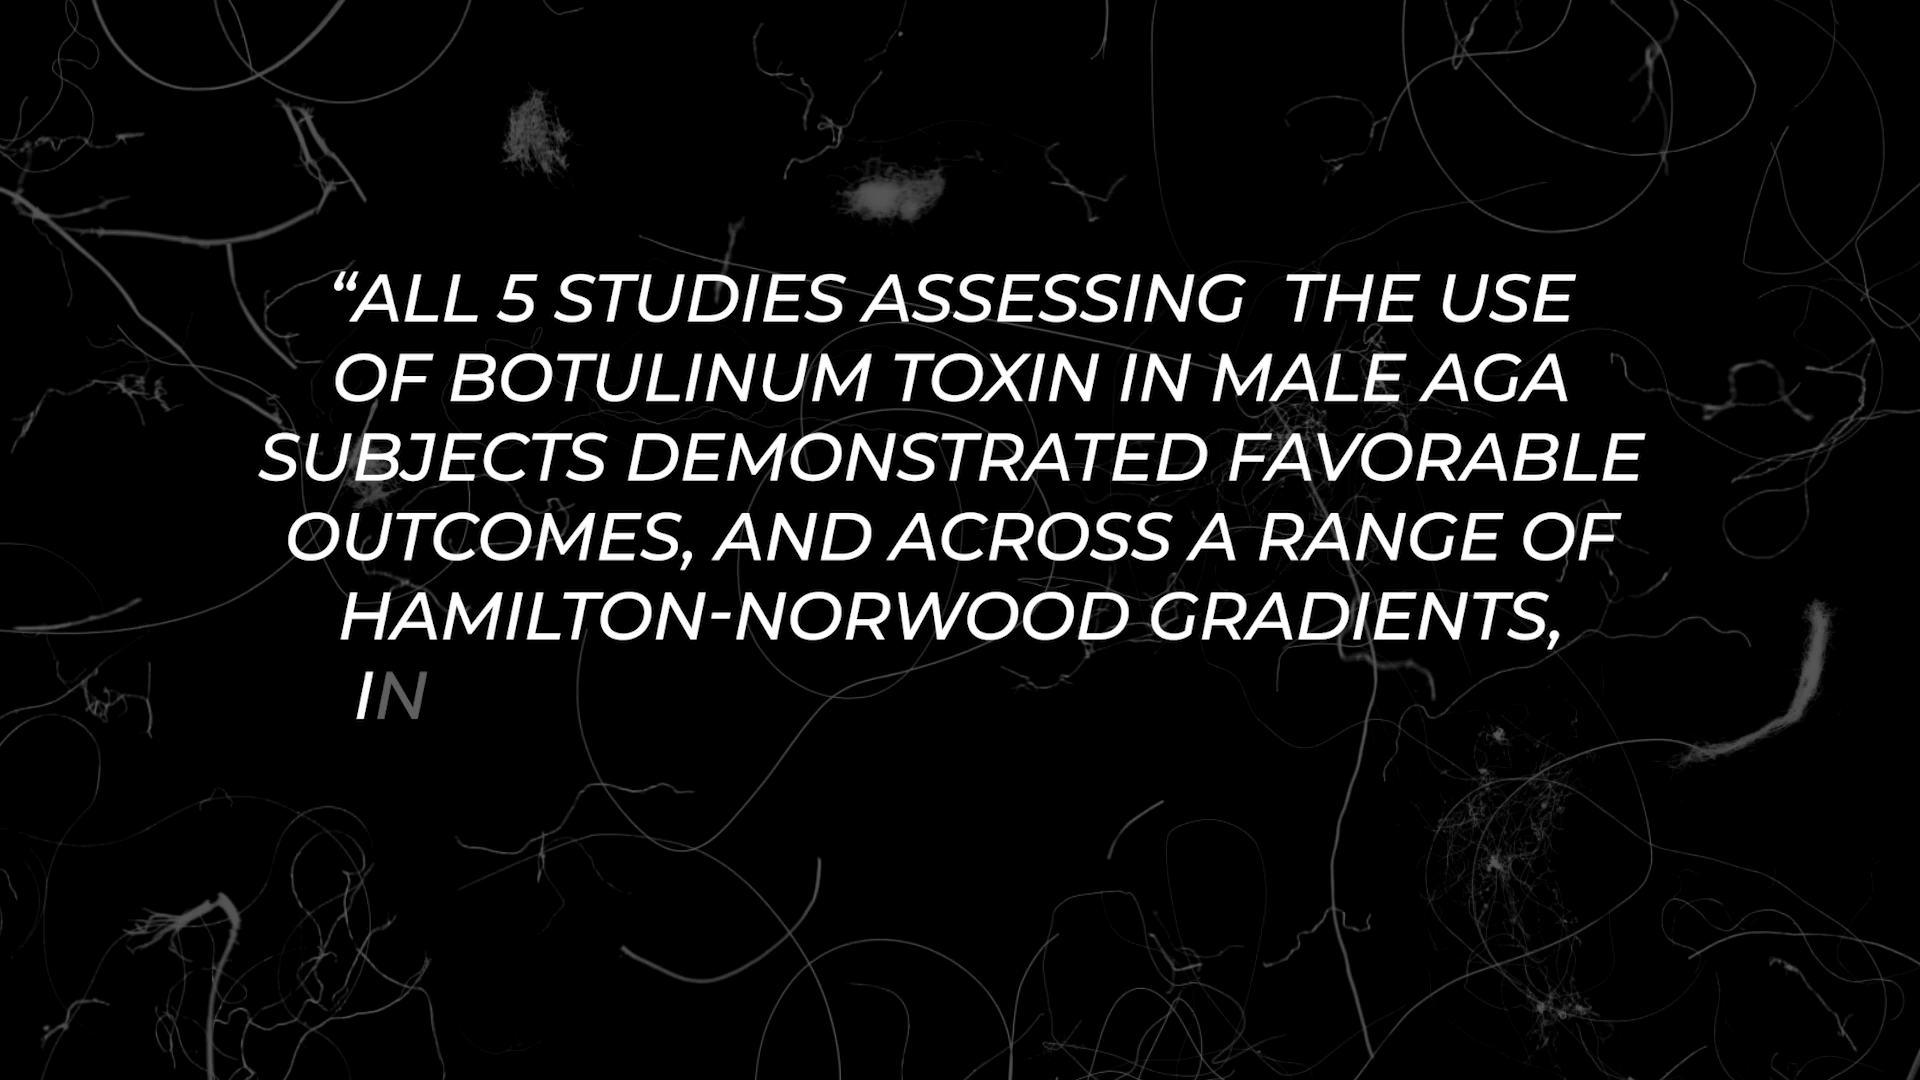 “ALL 5 STUDIES ASSESSING  THE USE
OF BOTULINUM TOXIN IN MALE AGA
SUBJECTS DEMONSTRATED FAVORABLE
OUTCOMES, AND ACROSS A RANGE OF
HAMILTON-NORWOOD GRADIENTS,
IN